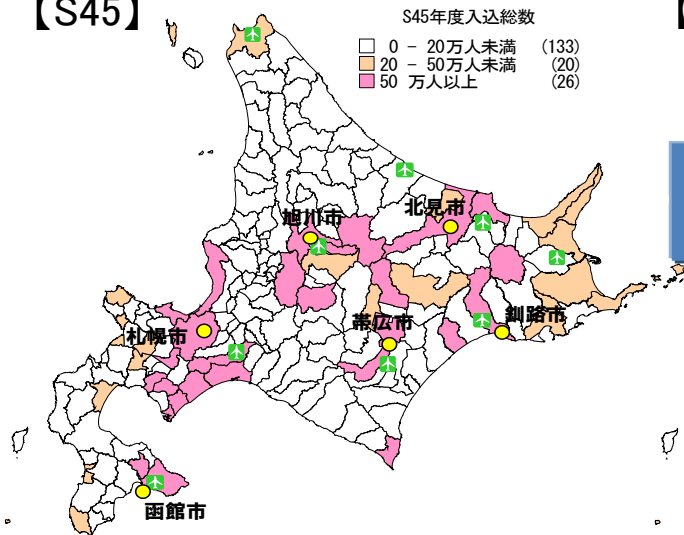 【S45】
S45年度入込総数
0 － 20万人未満 (133)
20 － 50万人未満 (20)
50 万人以上 (26)
旭川市
北見市
札幌市
帯広市
釧路市
函館市